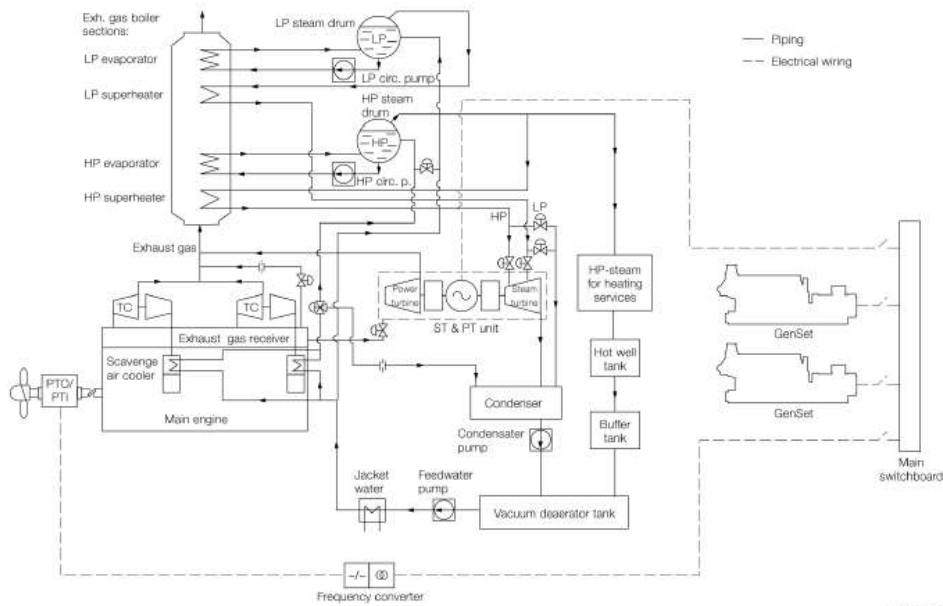 Exh. gas boiler
sections:
LP evaporator
LP superheater
HP evaporator
HP superheater
LP steam drum
LP
LP circ. pump
HP steam
drum
HP
HP circ. p.
Piping
Electrical wiring
Exhaust gas
HP
LP
TC
TC
Exhaust gas receiver
Scavenge
air cooler
Main engine
PTO/
PTI
Power
turbine
Steam
turbine
ST & PT unit
HP-steam
for heating
services
Hot well
tank
Buffer
tank
Condenser
Condensater
pump
Feedwater
pump
Jacket
water
Vacuum deaerator tank
GenSet
GenSet
Main
switchboard
-/~
Frequency converter